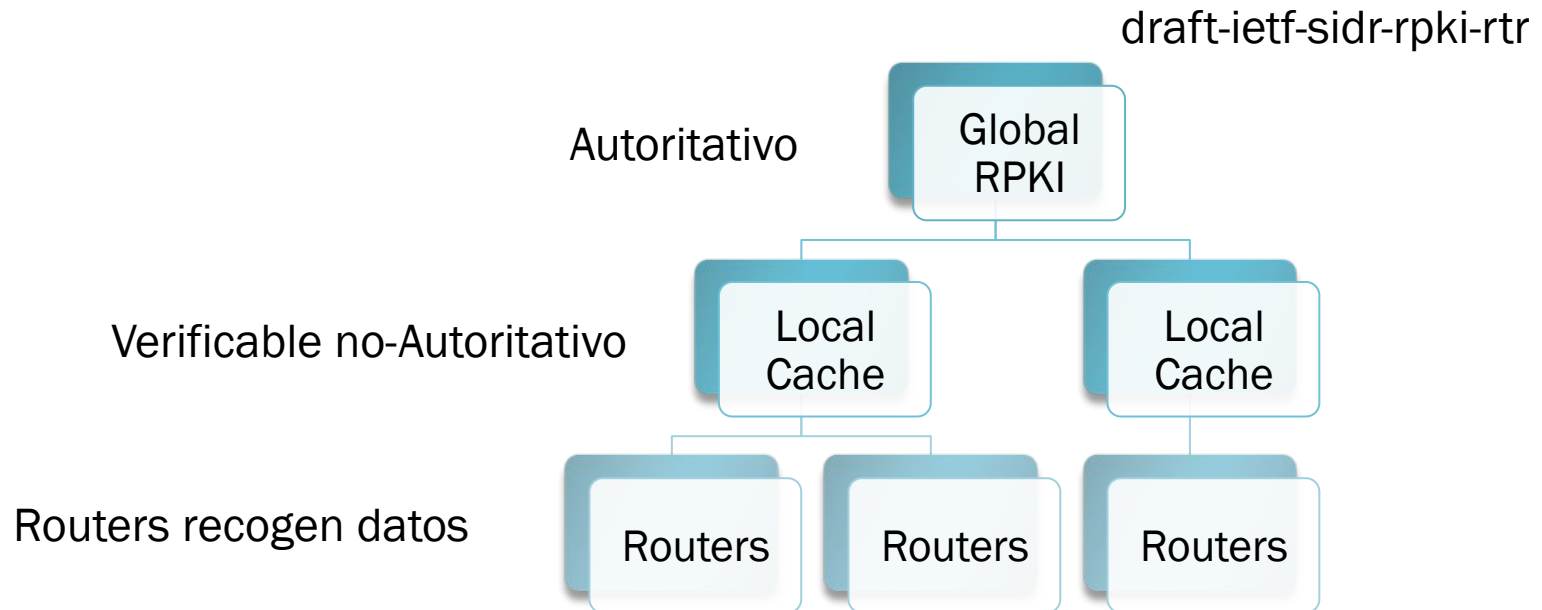 draft-ietf-sidr-rpki-rtr
Autoritativo
Global
RPKI
Verificable no-Autoritativo
Local
Cache
Local
Cache
Routers recogen datos
Routers
Routers
Routers